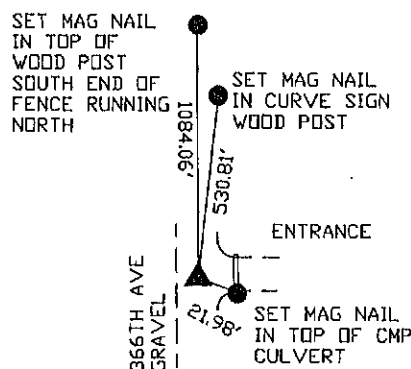 SET MAG NAIL
IN TOP OF
WOOD POST
SOUTH END OF
FENCE RUNNING
NORTH
1084.06'
SET MAG NAIL
IN CURVE SIGN
WOOD POST
530.81'
ENTRANCE
366TH AVE
GRAVEL
21.98'
SET MAG NAIL
IN TOP OF CMP
CULVERT